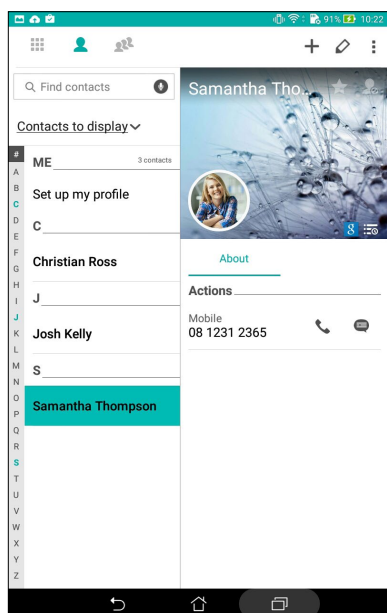 91% 10:22
Find contacts
Contacts to display
ME 3 contacts
Set up my profile
C
Christian Ross
J
Josh Kelly
S
Samantha Thompson
#
A
B
C
D
E
F
G
H
I
J
K
L
M
N
O
P
Q
R
S
T
U
V
W
X
Y
Z
Samantha Tho...
8
About
Actions
Mobile
08 1231 2365